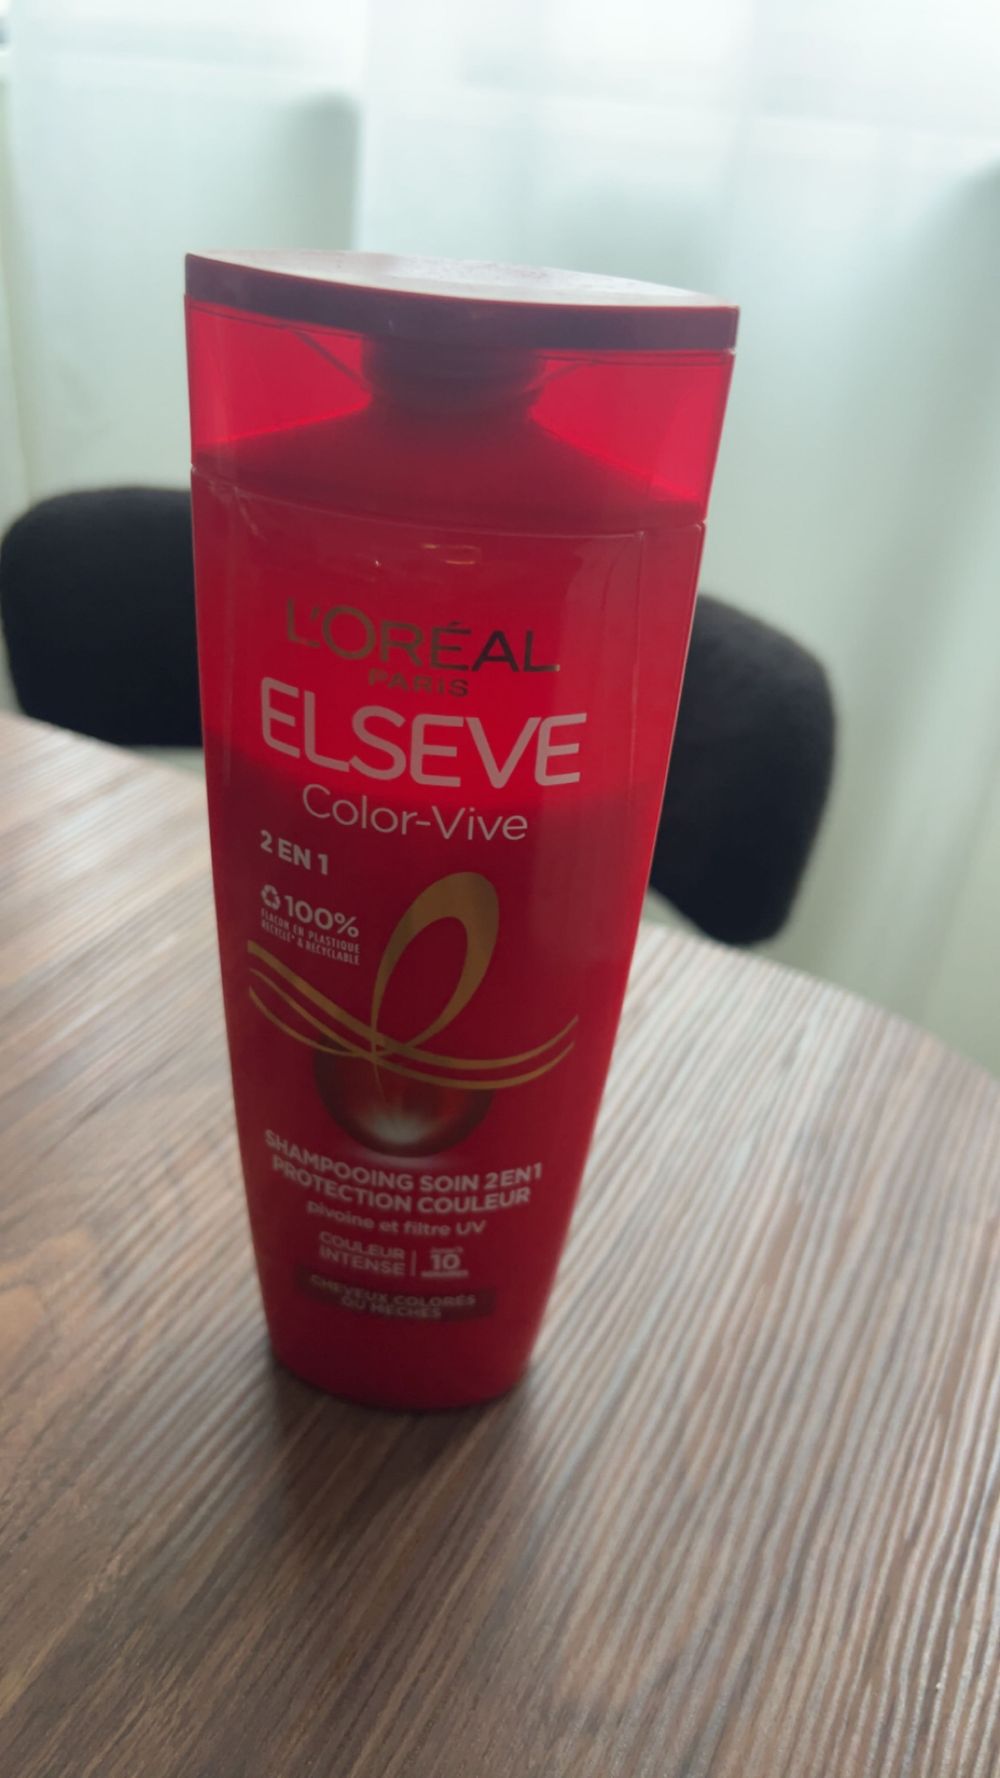 L'ORÉAL
PARIS
ELSEVE
Color-Vive
2 EN 1
100%
FLACON EN PLASTIQUE
RECYCLÉ* & RECYCLABLE
SHAMPOOING SOIN 2EN1
PROTECTION COULEUR
pivoine et filtre UV
COULEUR
INTENSE
10
CHEVEUX COLORÉS
OU MÉCHÉS